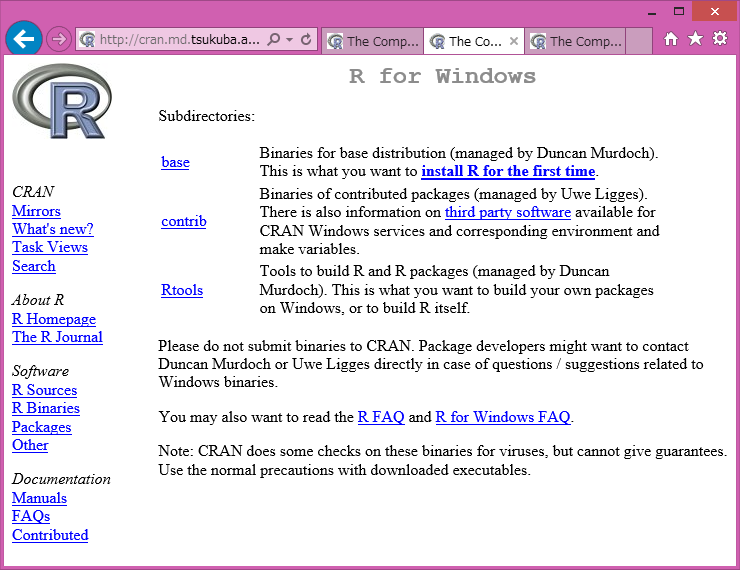 http://cran.md.tsukuba.a...
The Comp...
The Co...
The Comp...
R
R for Windows
Subdirectories:
base
Binaries for base distribution (managed by Duncan Murdoch).
This is what you want to install R for the first time.
contrib
Binaries of contributed packages (managed by Uwe Ligges).
There is also information on third party software available for
CRAN Windows services and corresponding environment and
make variables.
Rtools
Tools to build R and R packages (managed by Duncan
Murdoch). This is what you want to build your own packages
on Windows, or to build R itself.
Please do not submit binaries to CRAN. Package developers might want to contact
Duncan Murdoch or Uwe Ligges directly in case of questions / suggestions related to
Windows binaries.
You may also want to read the R FAQ and R for Windows FAQ.
Note: CRAN does some checks on these binaries for viruses, but cannot give guarantees.
Use the normal precautions with downloaded executables.
CRAN
Mirrors
What's new?
Task Views
Search
About R
R Homepage
The R Journal
Software
R Sources
R Binaries
Packages
Other
Documentation
Manuals
FAQs
Contributed